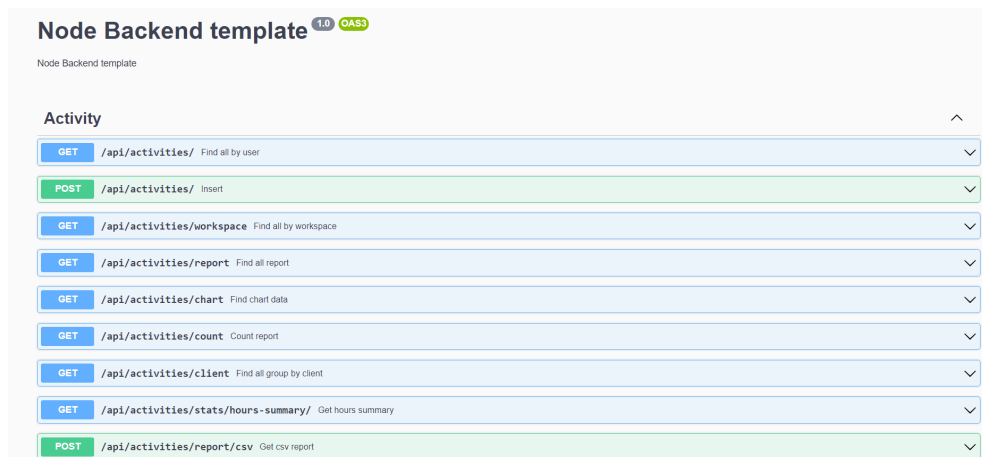 Node Backend template 1.0 OAS3
Node Backend template
Activity
GET /api/activities/ Find all by user
POST /api/activities/ Insert
GET /api/activities/workspace Find all by workspace
GET /api/activities/report Find all report
GET /api/activities/chart Find chart data
GET /api/activities/count Count report
GET /api/activities/client Find all group by client
GET /api/activities/stats/hours-summary/ Get hours summary
POST /api/activities/report/csv Get csv report